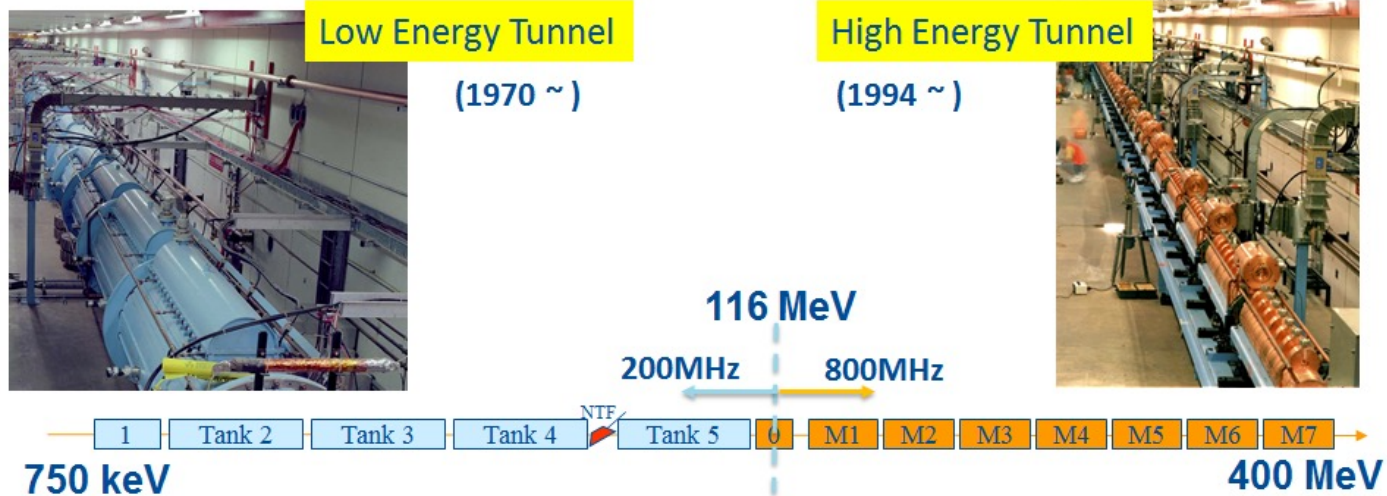 Low Energy Tunnel
High Energy Tunnel
(1970 ~ )
(1994 ~ )
116 MeV
200MHz
800MHz
NTF
1
Tank 2
Tank 3
Tank 4
Tank 5
0
M1
M2
M3
M4
M5
M6
M7
750 keV
400 MeV